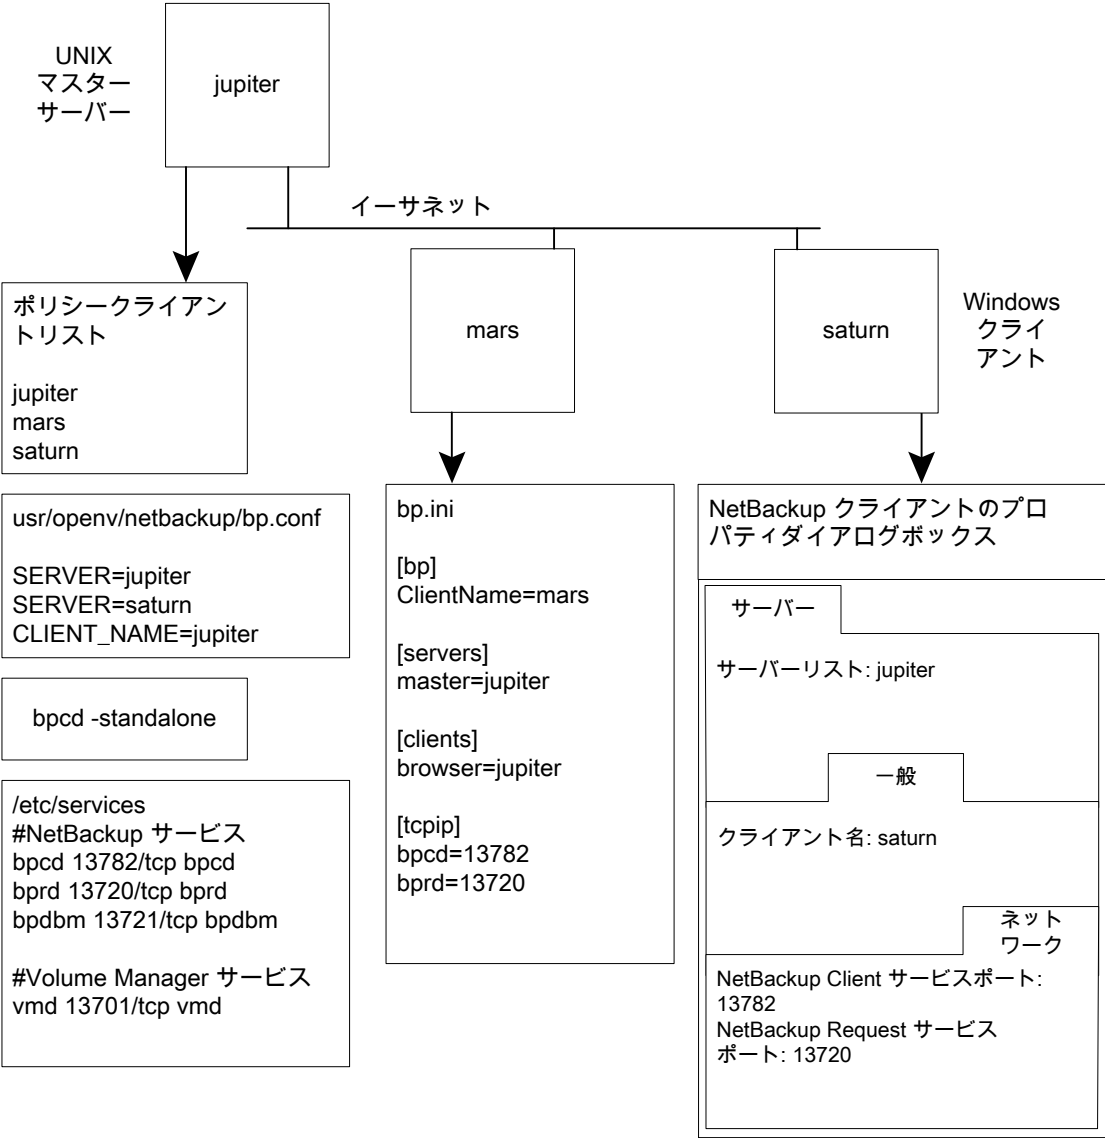 UNIX
マスター
サーバー
jupiter
イーサネット
ポリシークライアン
トリスト
jupiter
mars
saturn
usr/openv/netbackup/bp.conf
SERVER=jupiter
SERVER=saturn
CLIENT_NAME=jupiter
bpcd -standalone
/etc/services
#NetBackup サービス
bpcd 13782/tcp bpcd
bprd 13720/tcp bprd
bpdbm 13721/tcp bpdbm
#Volume Manager サービス
vmd 13701/tcp vmd
mars
bp.ini
[bp]
ClientName=mars
[servers]
master=jupiter
[clients]
browser=jupiter
[tcpip]
bpcd=13782
bprd=13720
saturn
Windows
クライ
アント
NetBackup クライアントのプロ
パティダイアログボックス
サーバー
サーバーリスト: jupiter
一般
クライアント名: saturn
ネット
ワーク
NetBackup Client サービスポート:
13782
NetBackup Request サービス
ポート: 13720